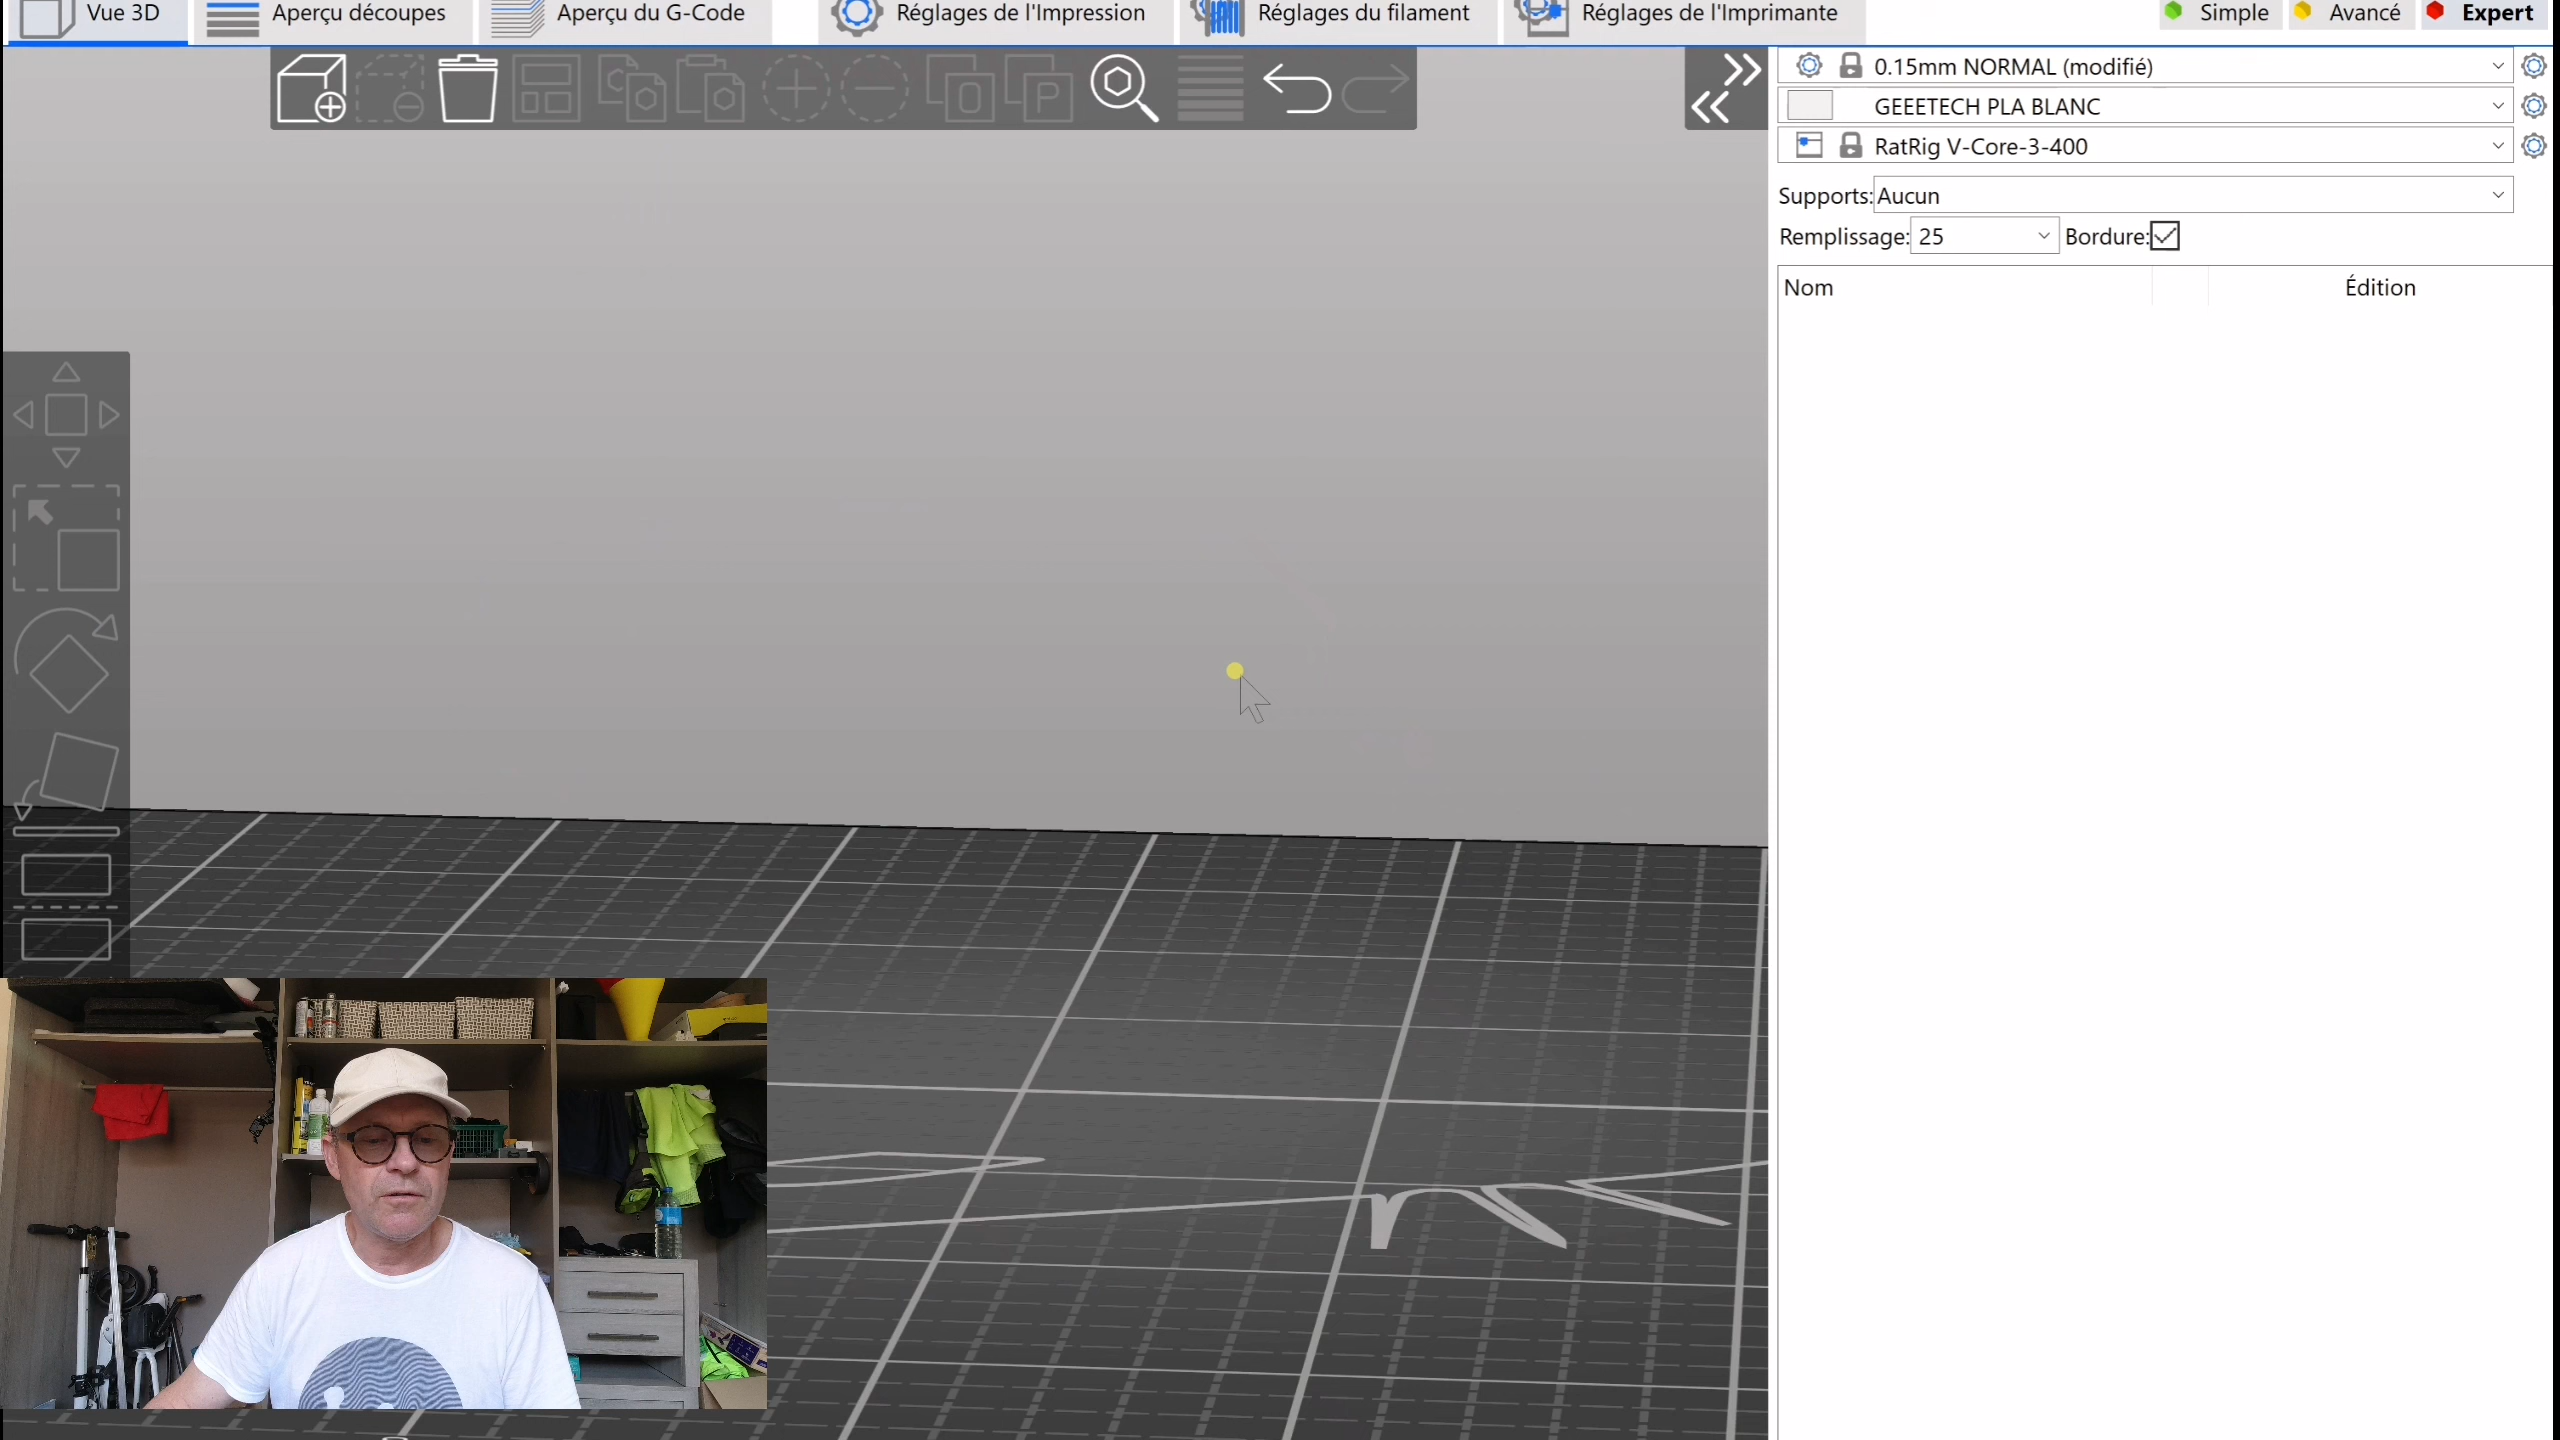 Vue 3D
Aperçu découpes
Aperçu du G-Code
Réglages de l'Impression
Réglages du filament
Réglages de l'Imprimante
Simple
Avancé
Expert
0.15mm NORMAL (modifié)
GEEETECH PLA BLANC
RatRig V-Core-3-400
Supports: Aucun
Remplissage: 25 Bordure:
Nom Édition